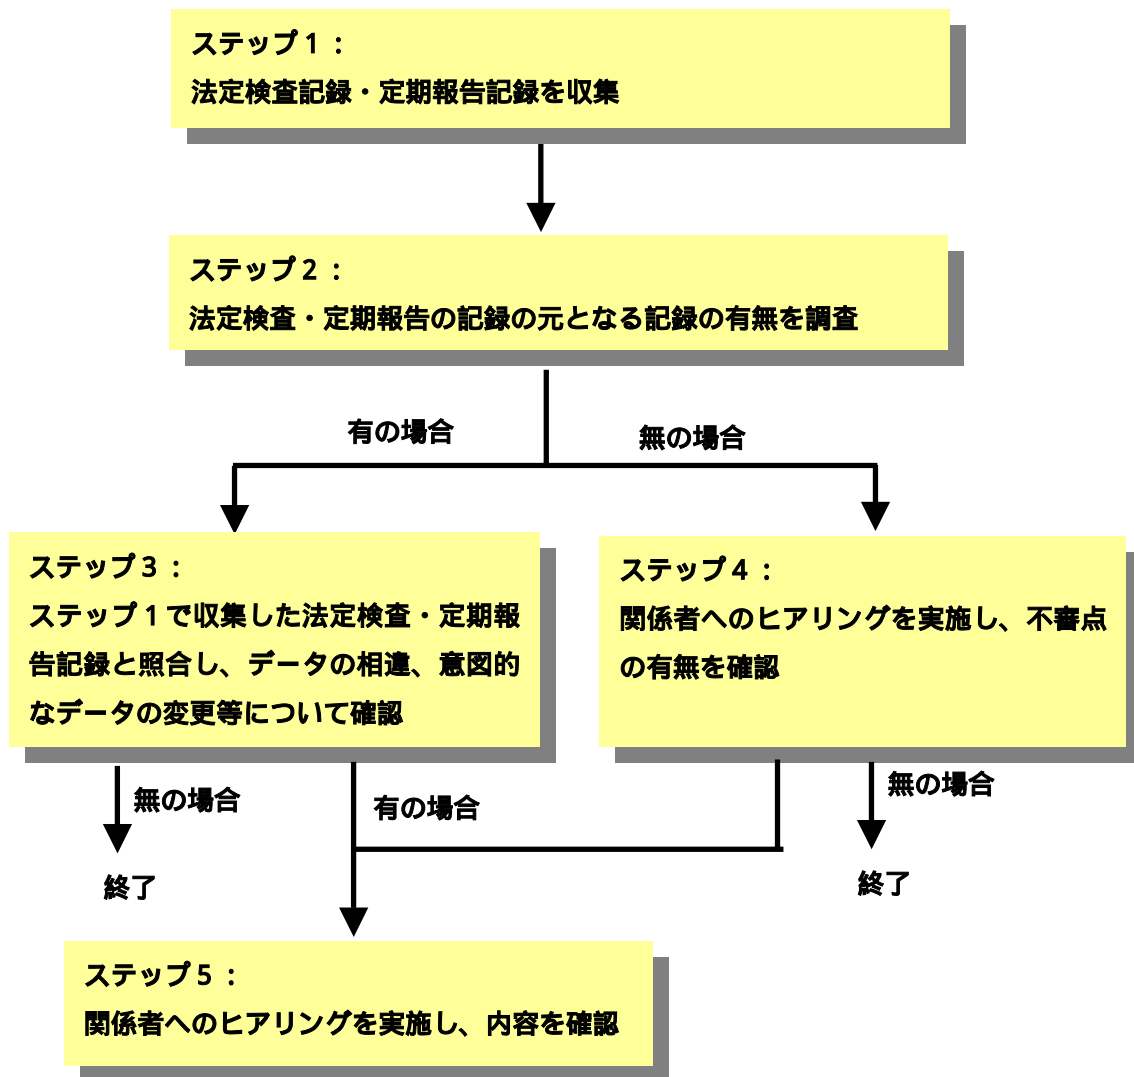 ステップ1：
法定検査記録・定期報告記録を収集
ステップ2：
法定検査・定期報告の記録の元となる記録の有無を調査
有の場合
無の場合
ステップ3：
ステップ1で収集した法定検査・定期報
告記録と照合し、データの相違、意図的
なデータの変更等について確認
ステップ4：
関係者へのヒアリングを実施し、不審点
の有無を確認
無の場合
有の場合
無の場合
終了
終了
ステップ5：
関係者へのヒアリングを実施し、内容を確認